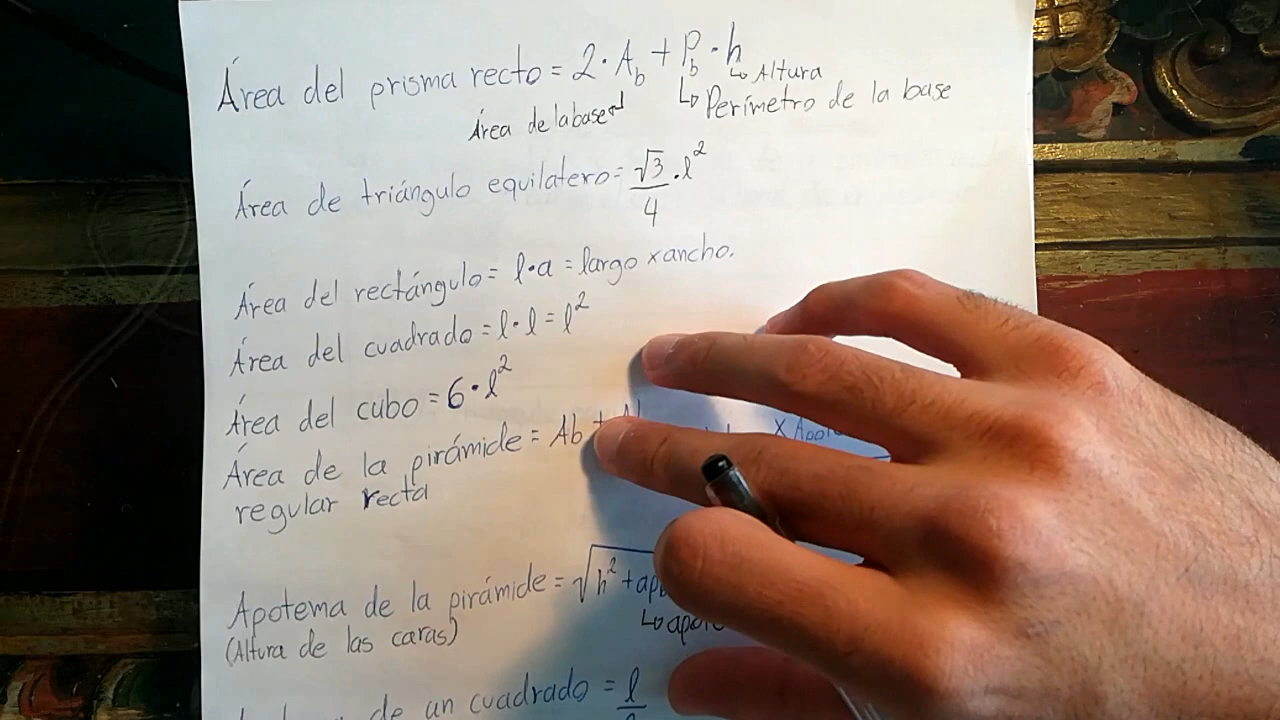 Área del prisma recto = 2·A_b + P_b·h
↳ Altura
Área de la base ↲ ↳ Perímetro de la base
Área de triángulo equilatero = √3/4 · l²
Área del rectángulo = l·a = largo x ancho.
Área del cuadrado = l·l = l²
Área del cubo = 6·l²
Área de la pirámide = Ab +
regular recta
Apotema de la pirámide = √h² +
(Altura de las caras)
de un cuadrado = l